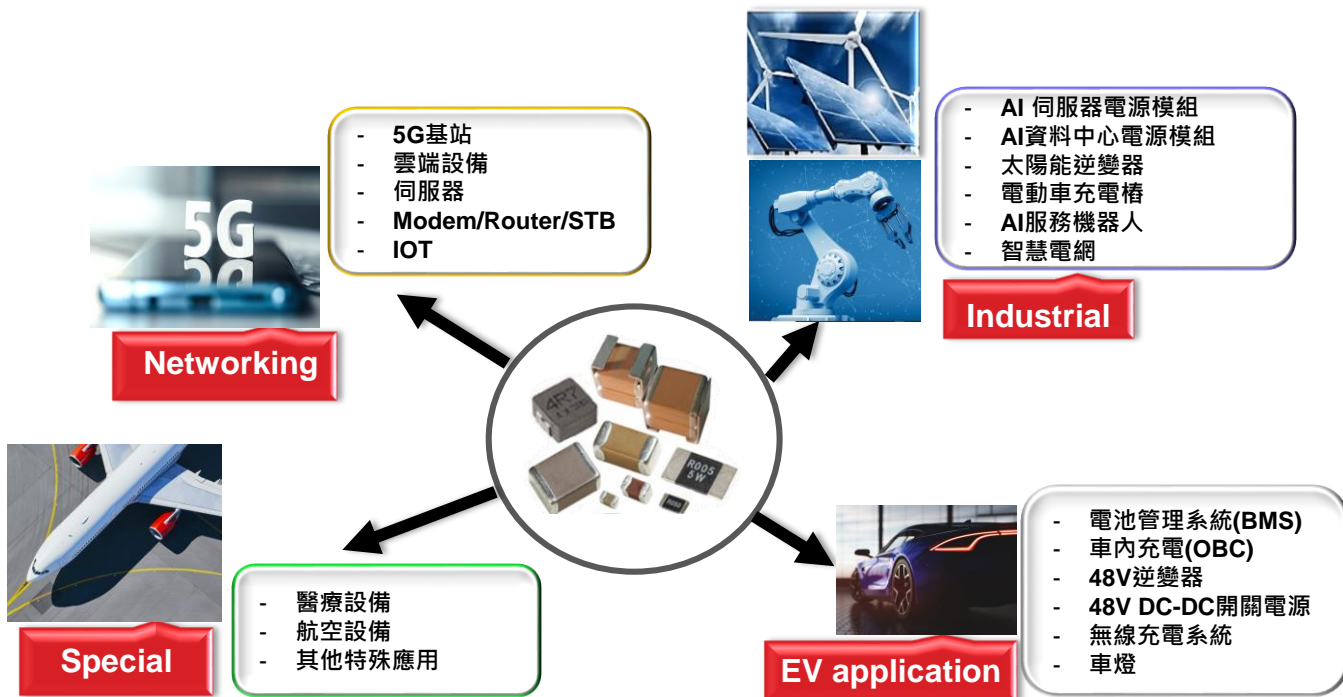 5G
- 5G基站
- 雲端設備
- 伺服器
- Modem/Router/STB
- IOT
Networking
- AI 伺服器電源模組
- AI資料中心電源模組
- 太陽能逆變器
- 電動車充電樁
- AI服務機器人
- 智慧電網
Industrial
4R7
R005
5W
- 醫療設備
- 航空設備
- 其他特殊應用
Special
- 電池管理系統(BMS)
- 車內充電(OBC)
- 48V逆變器
- 48V DC-DC開關電源
- 無線充電系統
- 車燈
EV application